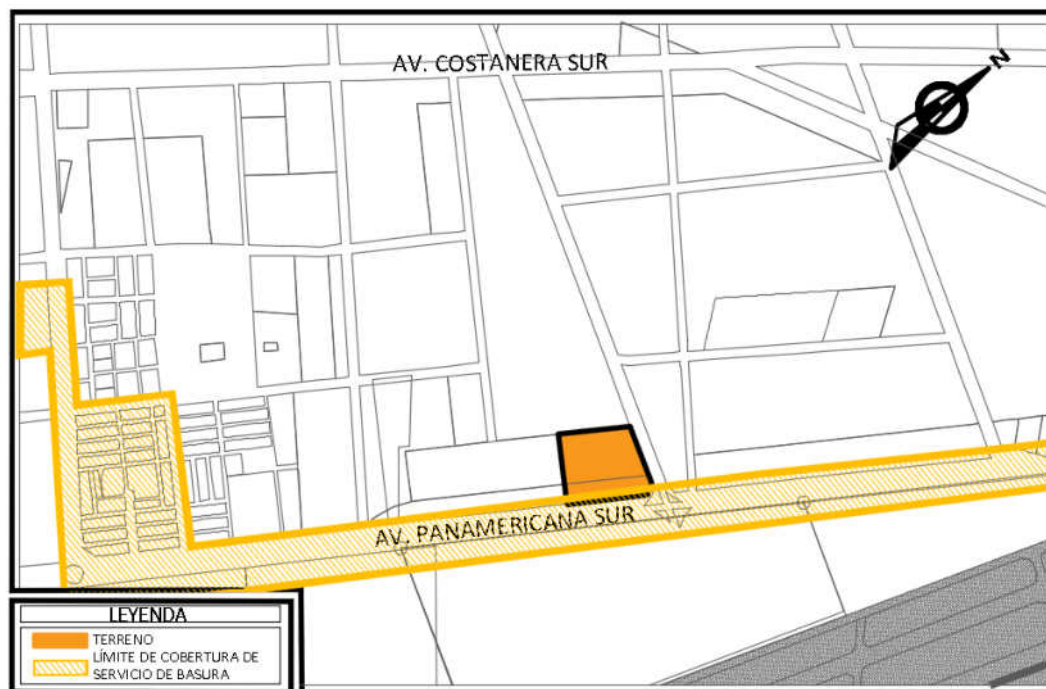 AV. COSTANERA SUR
N
AV. PANAMERICANA SUR
LEYENDA
TERRENO
LÍMITE DE COBERTURA DE
SERVICIO DE BASURA